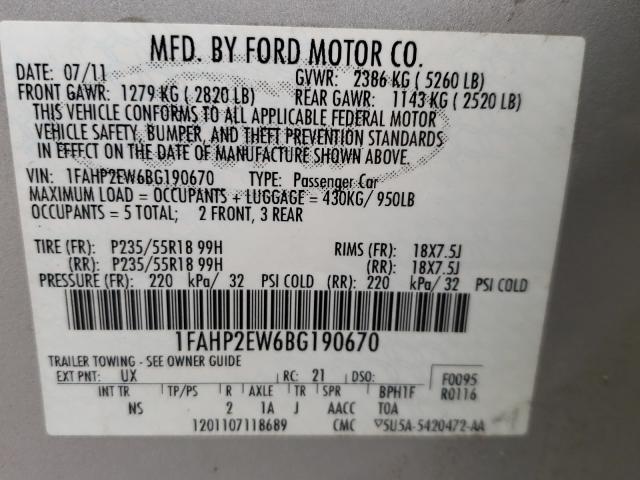 MFD. BY FORD MOTOR CO.
DATE: 07/11 GVWR: 2386 KG ( 5260 LB)
FRONT GAWR: 1279 KG ( 2820 LB) REAR GAWR: 1143 KG ( 2520 LB)
THIS VEHICLE CONFORMS TO ALL APPLICABLE FEDERAL MOTOR
VEHICLE SAFETY, BUMPER, AND THEFT PREVENTION STANDARDS
IN EFFECT ON THE DATE OF MANUFACTURE SHOWN ABOVE.
VIN: 1FAHP2EW6BG190670 TYPE: Passenger Car
MAXIMUM LOAD = OCCUPANTS + LUGGAGE = 430KG/ 950LB
OCCUPANTS = 5 TOTAL; 2 FRONT, 3 REAR
TIRE (FR): P235/55R18 99H RIMS (FR): 18X7.5J
(RR): P235/55R18 99H (RR): 18X7.5J
PRESSURE (FR): 220 kPa/ 32 PSI COLD (RR): 220 kPa/ 32 PSI COLD
1FAHP2EW6BG190670
TRAILER TOWING - SEE OWNER GUIDE
EXT PNT: UX RC: 21 DSO: F0095
INT TR TP/PS R AXLE TR SPR BPH1F R0116
NS 2 1A J AACC TOA
1201107118689 CMC ▽5U5A-5420472-AA